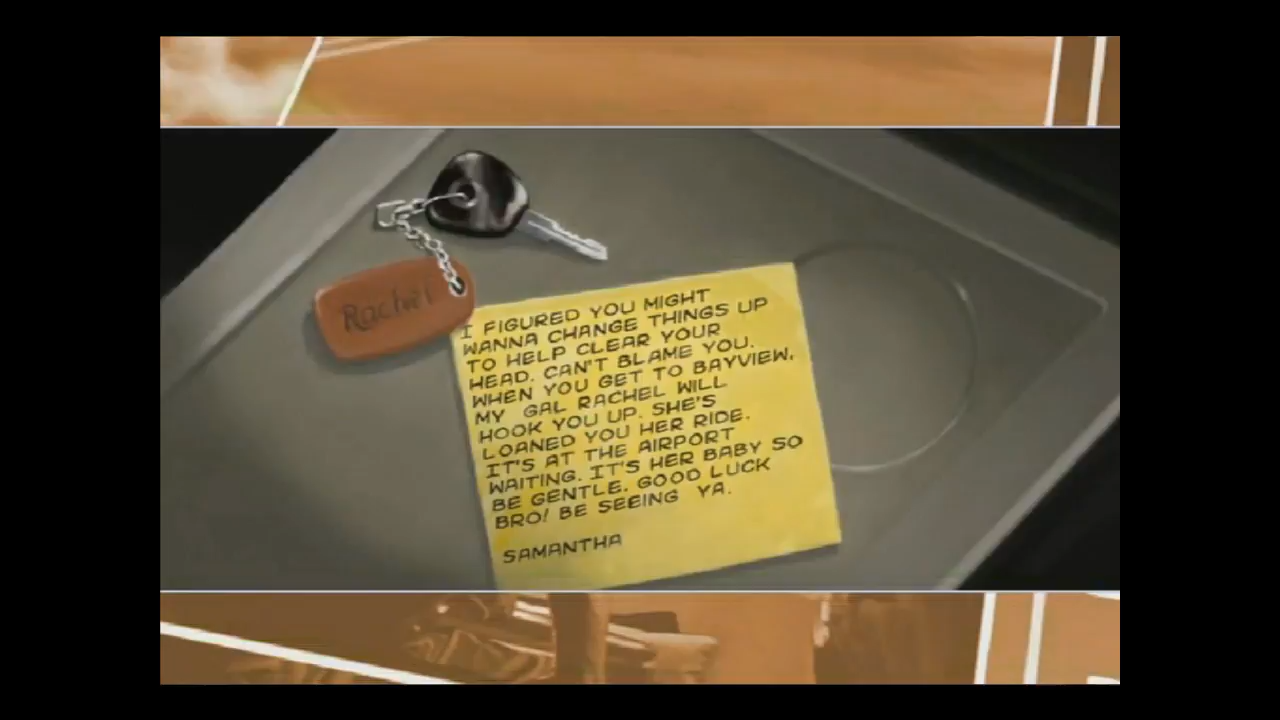 Rachel
I FIGURED YOU MIGHT
WANNA CHANGE THINGS UP
TO HELP CLEAR YOUR
HEAD. CAN'T BLAME YOU.
WHEN YOU GET TO BAYVIEW,
MY GAL RACHEL WILL
HOOK YOU UP. SHE'S
LOANED YOU HER RIDE.
IT'S AT THE AIRPORT
WAITING. IT'S HER BABY SO
BE GENTLE. GOOD LUCK
BRO! BE SEEING YA.
SAMANTHA